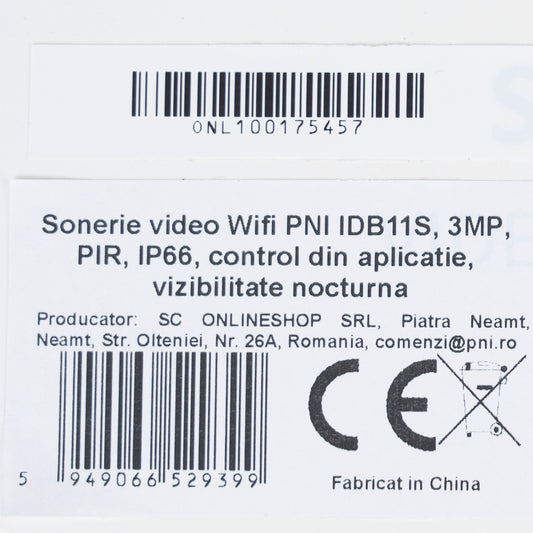 0NL100175457
Sonerie video Wifi PNI IDB11S, 3MP,
PIR, IP66, control din aplicatie,
vizibilitate nocturna
Producator: SC ONLINESHOP SRL, Piatra Neamt,
Neamt, Str. Olteniei, Nr. 26A, Romania, comenzi@pni.ro
CE
5 949066 529399
Fabricat in China